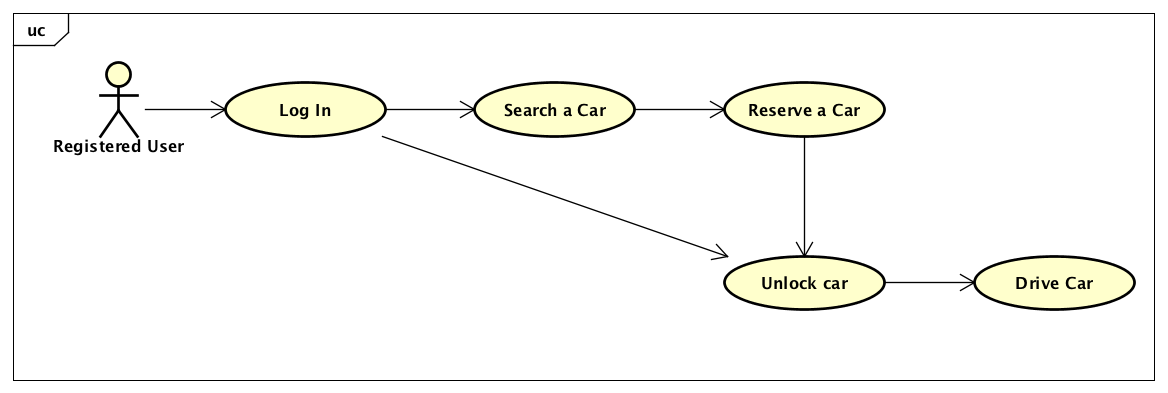 uc
Registered User
Log In
Search a Car
Reserve a Car
Unlock car
Drive Car